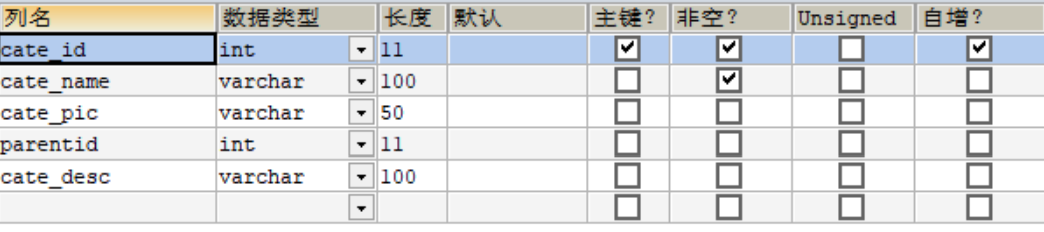 列名 数据类型 长度 默认 主键? 非空? Unsigned 自增?
cate_id int 11
cate_name varchar 100
cate_pic varchar 50
parentid int 11
cate_desc varchar 100